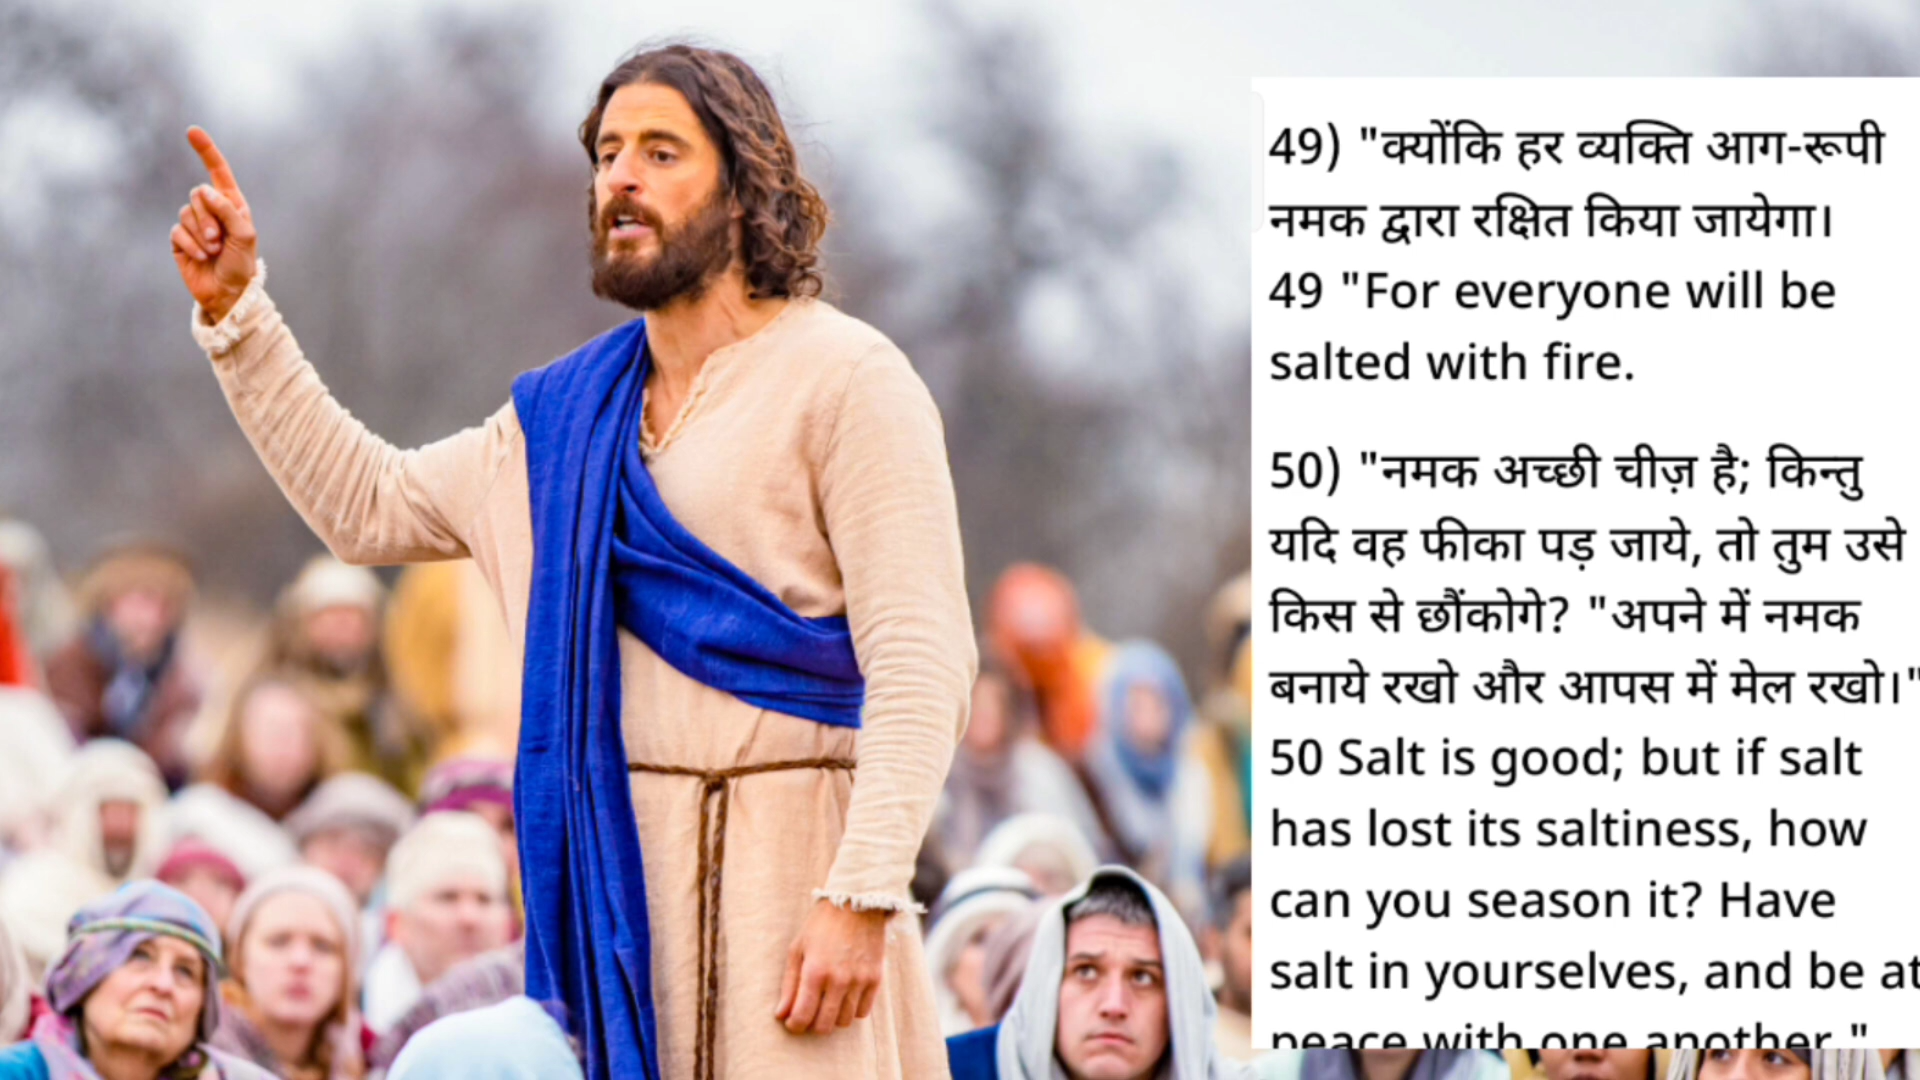 49) "क्योंकि हर व्यक्ति आग-रूपी
नमक द्वारा रक्षित किया जायेगा।
49 "For everyone will be
salted with fire.
50) "नमक अच्छी चीज़ है; किन्तु
यदि वह फीका पड़ जाये, तो तुम उसे
किस से छौंकोगे? "अपने में नमक
बनाये रखो और आपस में मेल रखो।"
50 Salt is good; but if salt
has lost its saltiness, how
can you season it? Have
salt in yourselves, and be at
peace with one another."